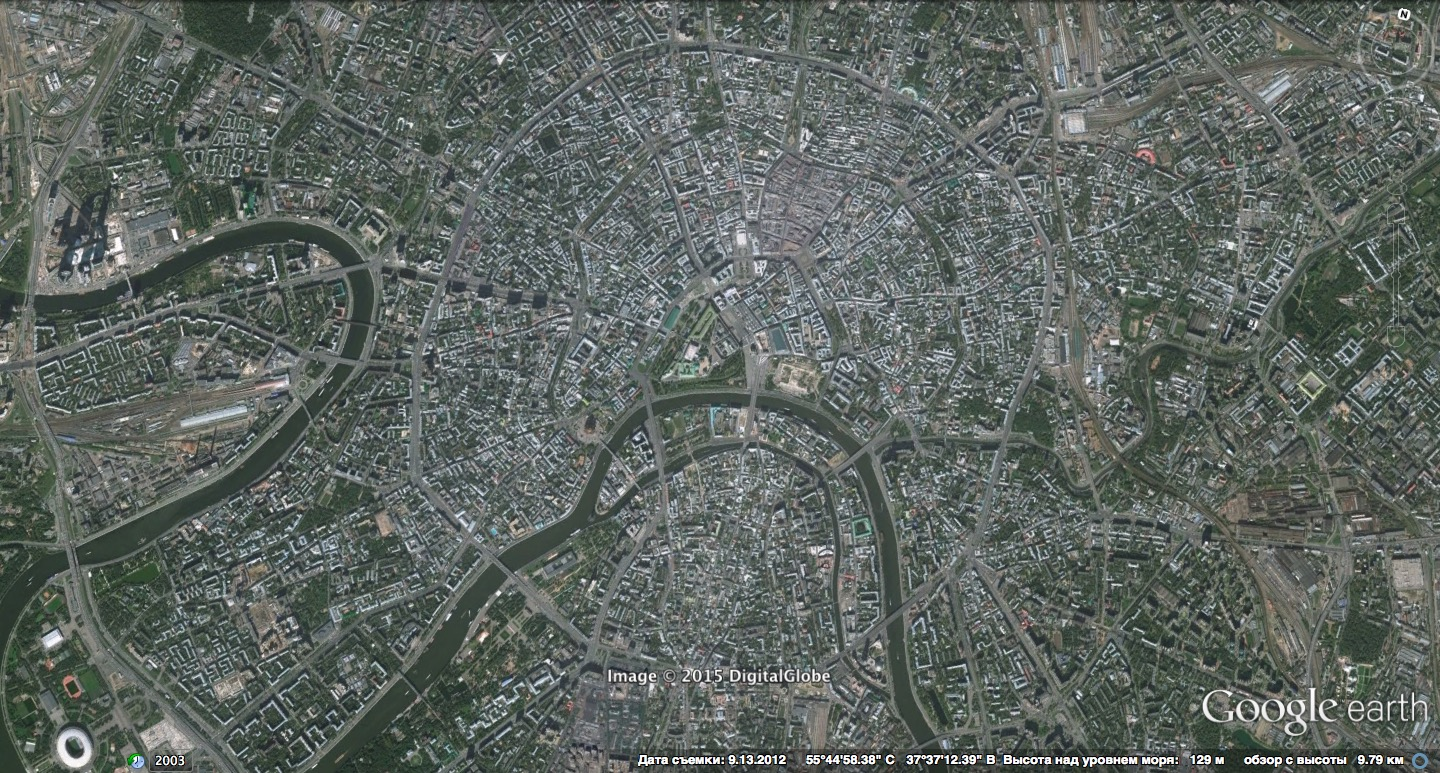 N
Image © 2015 DigitalGlobe
Google earth
2003
Дата съемки: 9.13.2012 55°44'58.38" С 37°37'12.39" В Высота над уровнем моря: 129 м обзор с высоты 9.79 км